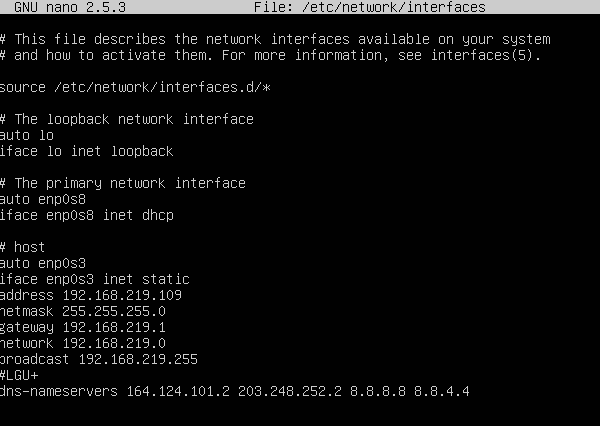 GNU nano 2.5.3 File: /etc/network/interfaces
# This file describes the network interfaces available on your system
# and how to activate them. For more information, see interfaces(5).
source /etc/network/interfaces.d/*
# The loopback network interface
auto lo
iface lo inet loopback
# The primary network interface
auto enp0s8
iface enp0s8 inet dhcp
# host
auto enp0s3
iface enp0s3 inet static
address 192.168.219.109
netmask 255.255.255.0
gateway 192.168.219.1
network 192.168.219.0
broadcast 192.168.219.255
#LGU+
dns-nameservers 164.124.101.2 203.248.252.2 8.8.8.8 8.8.4.4